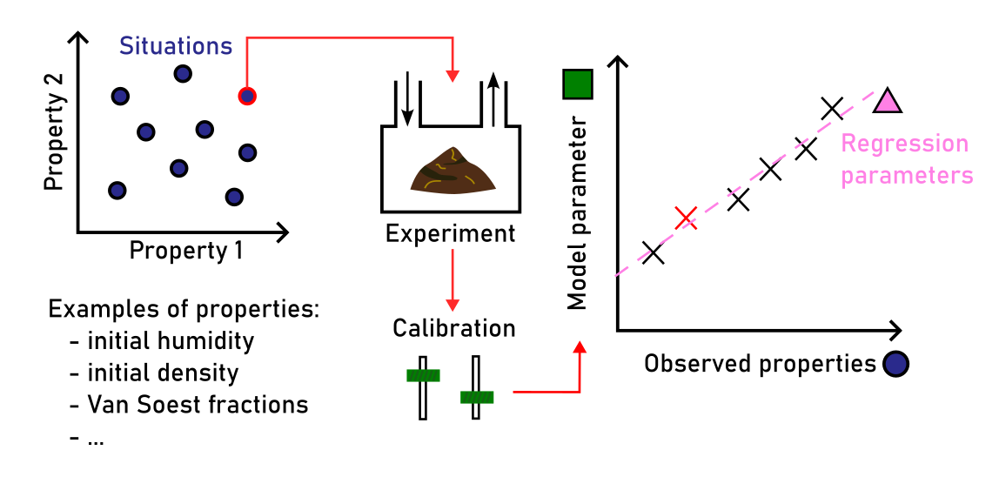 Situations
Property 2
Property 1
Examples of properties:
- initial humidity
- initial density
- Van Soest fractions
- ...
Experiment
Calibration
Model parameter
Regression
parameters
Observed properties